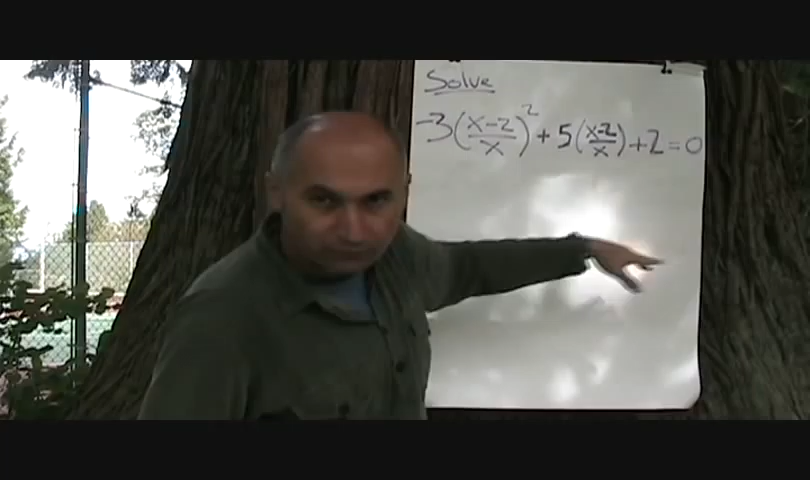 Solve
-3(x-2/x)² + 5(x-2/x) + 2 = 0